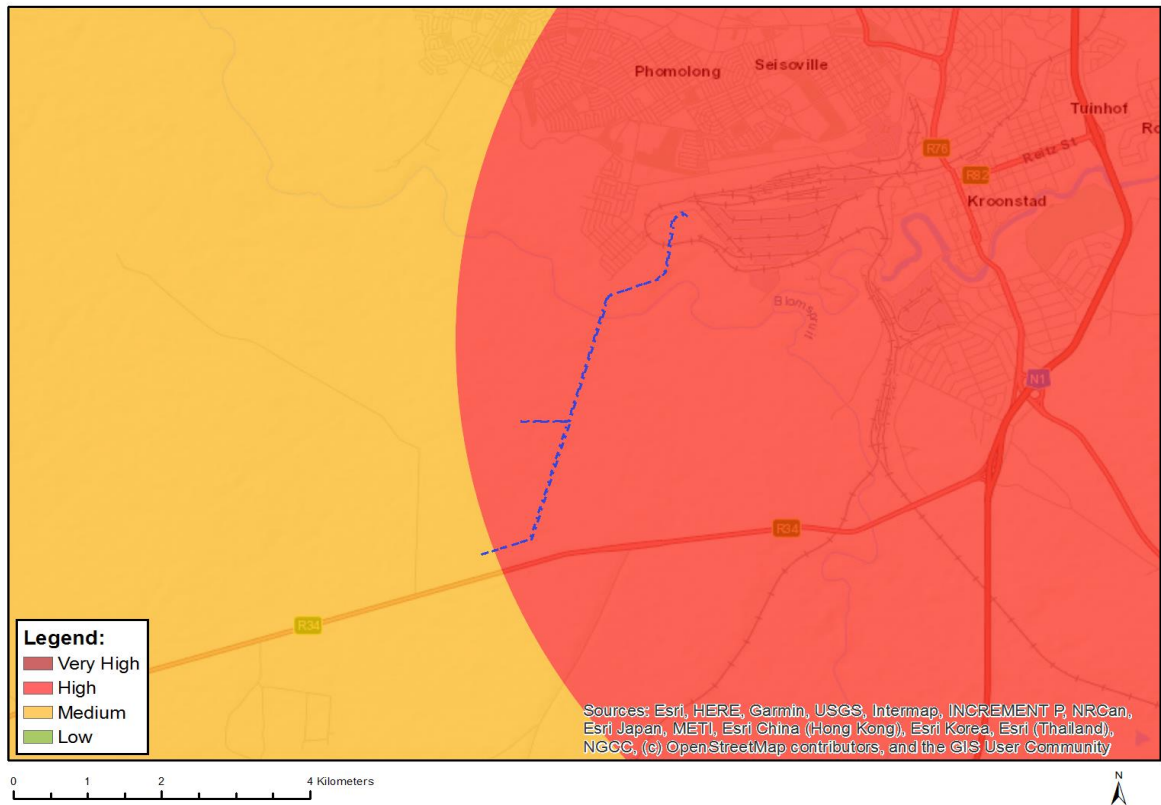 Phomolong
Seisoville
Tuinhof
Ro
R76
Reitz St
R82
Kroonstad
N1
R34
R34
Legend:
Very High
High
Medium
Low
Sources: Esri, HERE, Garmin, USGS, Intermap, INCREMENT P, NRCan,
Esri Japan, METI, Esri China (Hong Kong), Esri Korea, Esri (Thailand),
NGCC, (c) OpenStreetMap contributors, and the GIS User Community
0 1 2 4 Kilometers
N